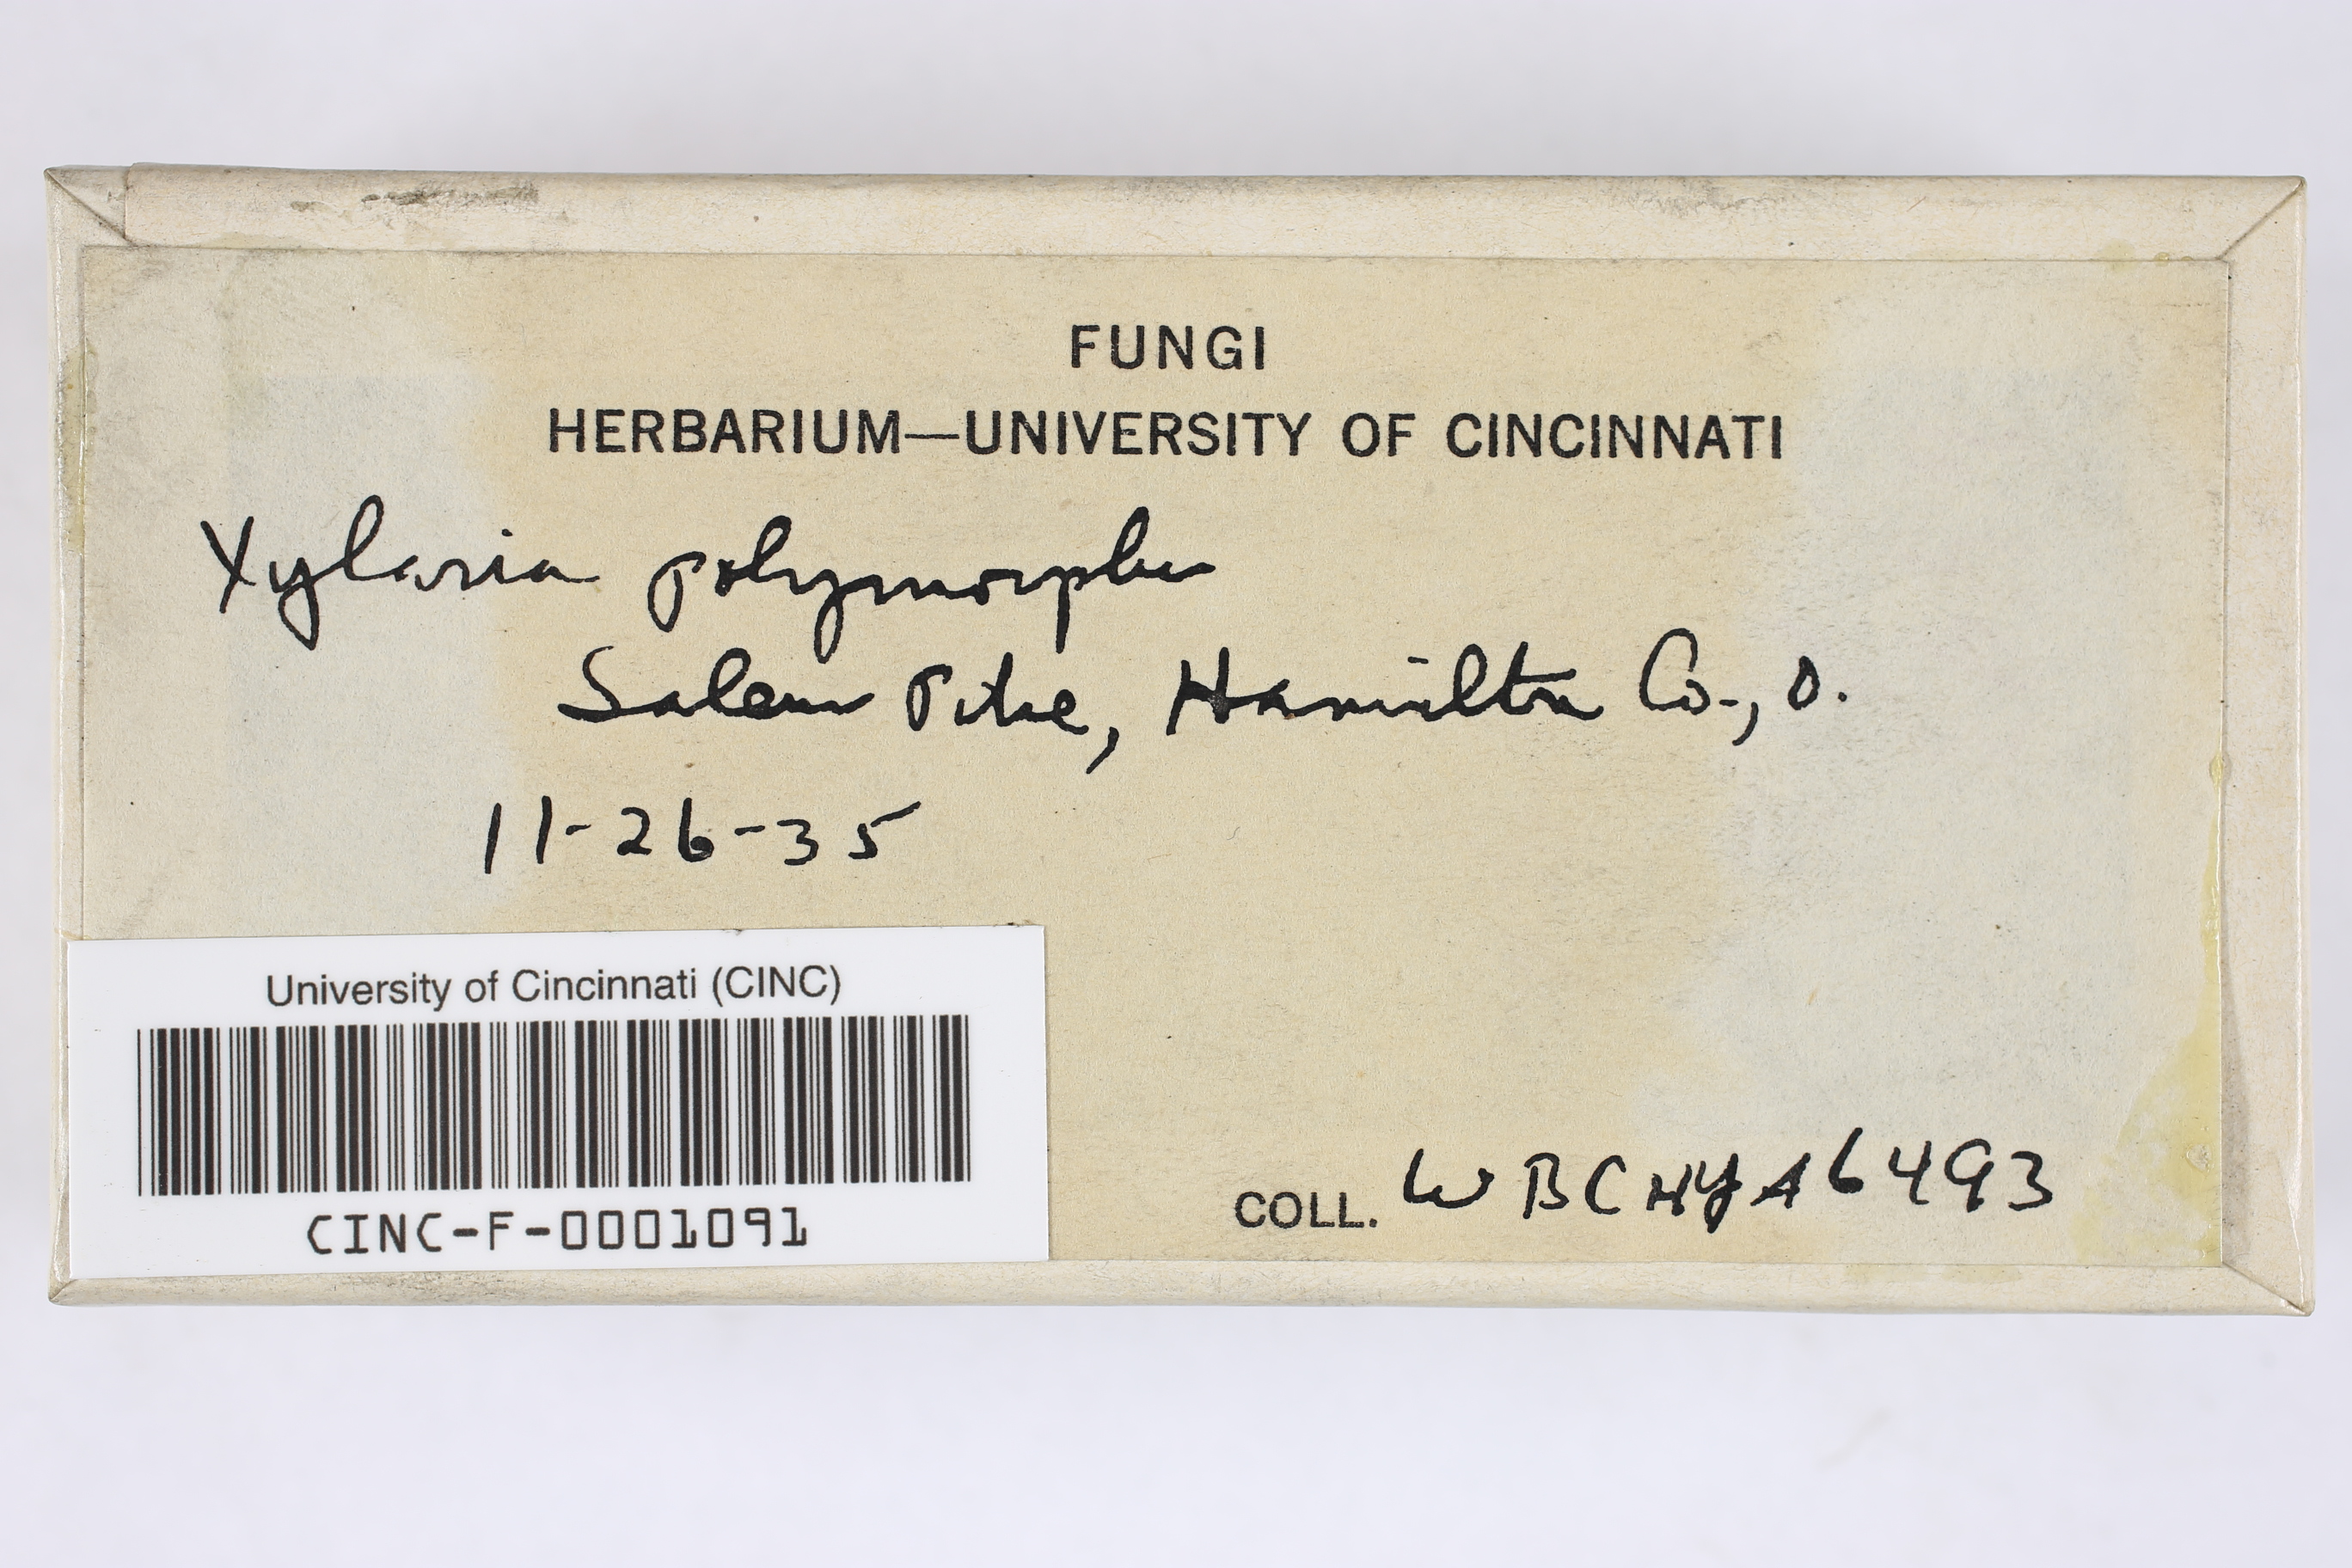 FUNGI
HERBARIUM—UNIVERSITY OF CINCINNATI
Xylaria polymorpha
Salem Pike, Hamilton Co., O.
11-26-35
University of Cincinnati (CINC)
CINC-F-0001091
COLL. W B C 6493